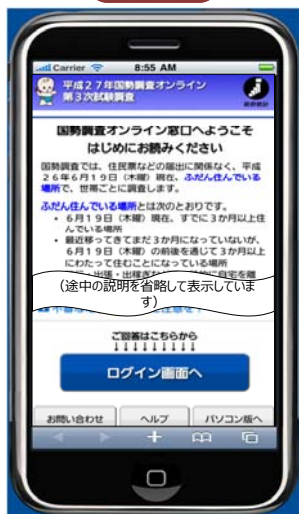 Carrier
8:55 AM
平成27年国勢調査オンライン
第3次試験調査
国勢調査オンライン窓口へようこそ
はじめにお読みください
国勢調査では、住民票などの届出に関係なく、平成
26年6月19日（木曜）現在、ふだん住んでいる
場所で、世帯ごとに調査します。
ふだん住んでいる場所とは次のとおりです。
・ 6月19日（木曜）現在、すでに3か月以上住
んでいる場所
・ 最近移ってきてまだ3か月になっていないが、
6月19日（木曜）の前後を通じて3か月以上
にわたって住むことになっている場所
出張・出稼ぎな
自宅を離
（途中の説明を省略して表示していま
す）
ご回答はこちらから
↓↓↓↓↓↓↓↓↓
ログイン画面へ
お問い合わせ
ヘルプ
パソコン版へ